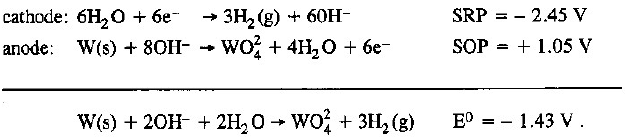 cathode: 6H₂O + 6e⁻ → 3H₂(g) + 6OH⁻ SRP = − 2.45 V
anode: W(s) + 8OH⁻ → WO₄² + 4H₂O + 6e⁻ SOP = + 1.05 V
W(s) + 2OH⁻ + 2H₂O → WO₄² + 3H₂(g) E⁰ = − 1.43 V .